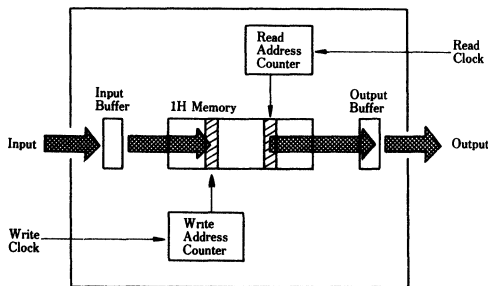 Read
Address
Counter
Read
Clock
Input
Buffer
1H Memory
Output
Buffer
Input
Output
Write
Clock
Write
Address
Counter